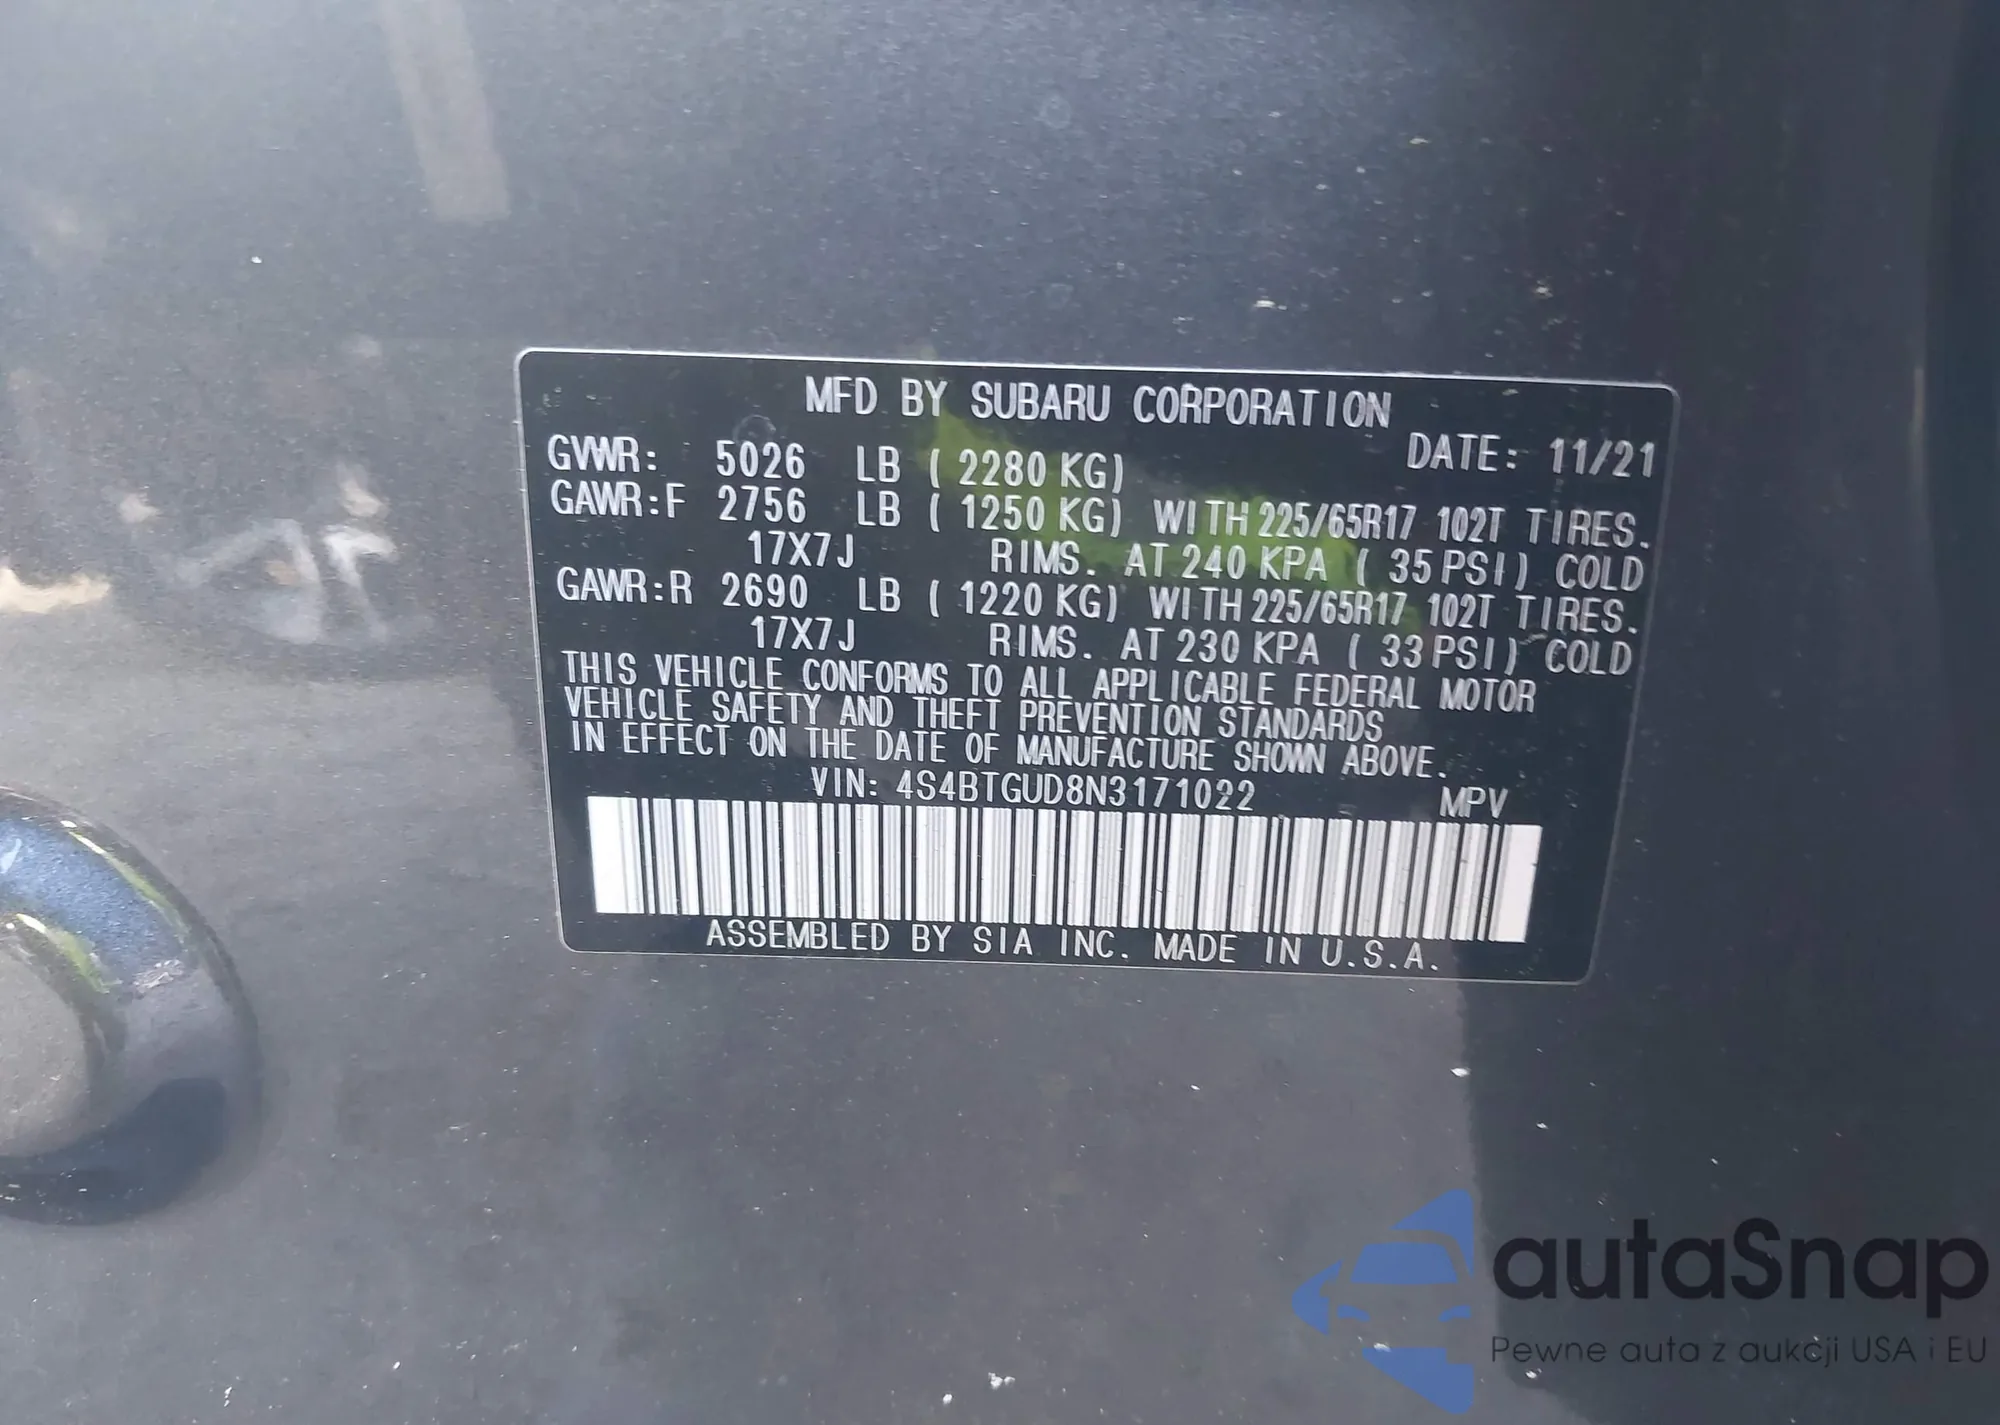 MFD BY SUBARU CORPORATION
DATE: 11/21
GVWR: 5026 LB ( 2280 KG)
GAWR:F 2756 LB ( 1250 KG) WITH 225/65R17 102T TIRES.
17X7J RIMS. AT 240 KPA ( 35 PSI) COLD
GAWR:R 2690 LB ( 1220 KG) WITH 225/65R17 102T TIRES.
17X7J RIMS. AT 230 KPA ( 33 PSI) COLD
THIS VEHICLE CONFORMS TO ALL APPLICABLE FEDERAL MOTOR
VEHICLE SAFETY AND THEFT PREVENTION STANDARDS
IN EFFECT ON THE DATE OF MANUFACTURE SHOWN ABOVE.
VIN: 4S4BTGUD8N3171022 MPV
ASSEMBLED BY SIA INC. MADE IN U.S.A.
autaSnap
Pewne auta z aukcji USA i EU